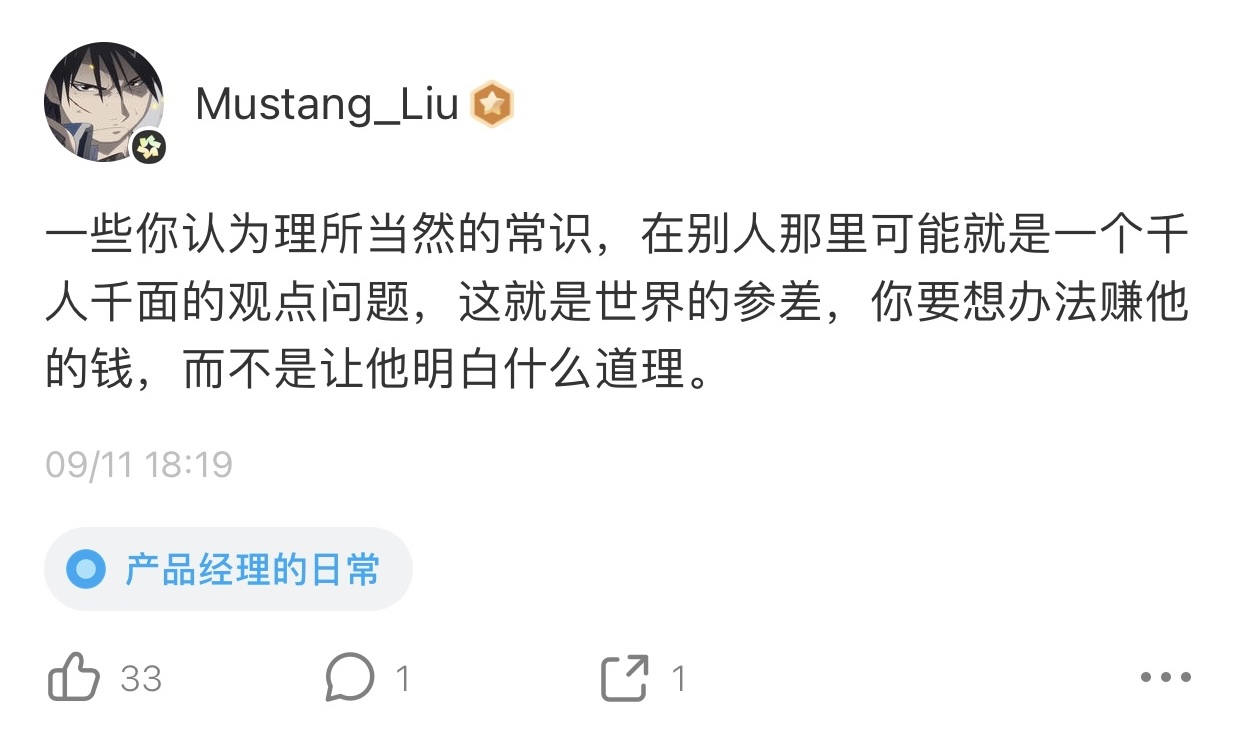 Mustang_Liu
一些你认为理所当然的常识，在别人那里可能就是一个千
人千面的观点问题，这就是世界的参差，你要想办法赚他
的钱，而不是让他明白什么道理。
09/11 18:19
产品经理的日常
33 1 1